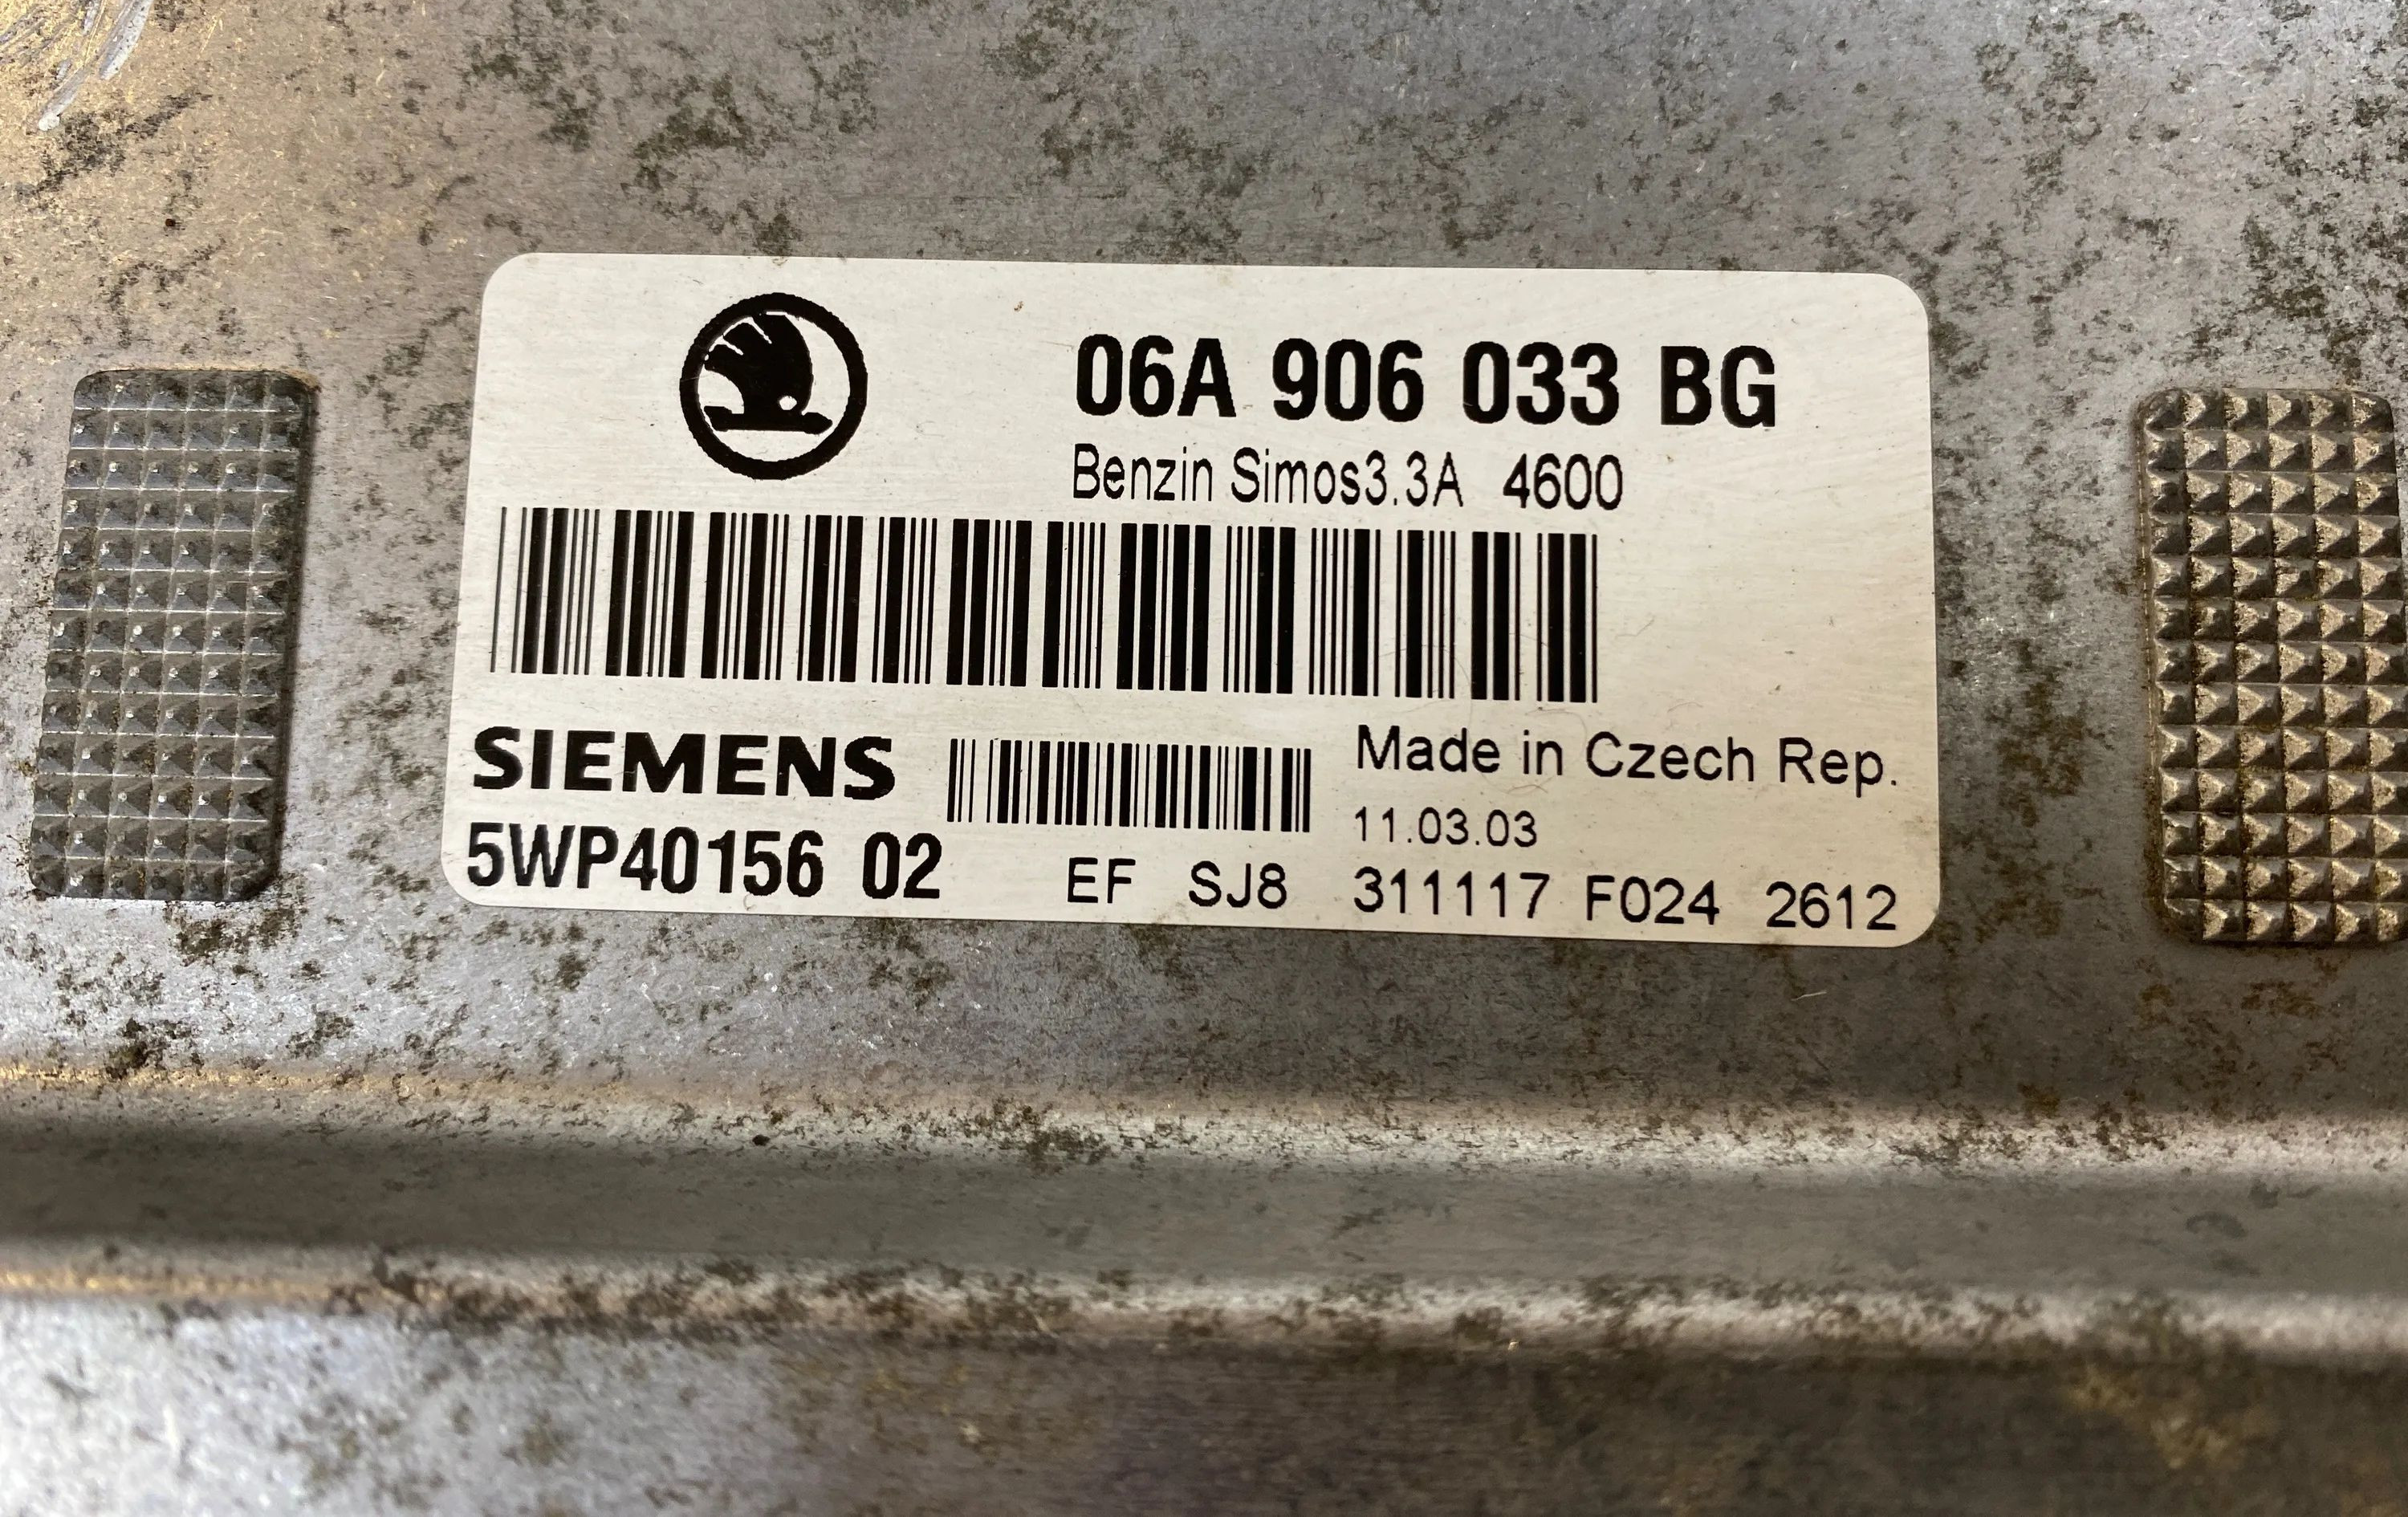 06A 906 033 BG
Benzin Simos3.3A 4600
SIEMENS
Made in Czech Rep.
11.03.03
5WP40156 02
EF SJ8 311117 F024 2612